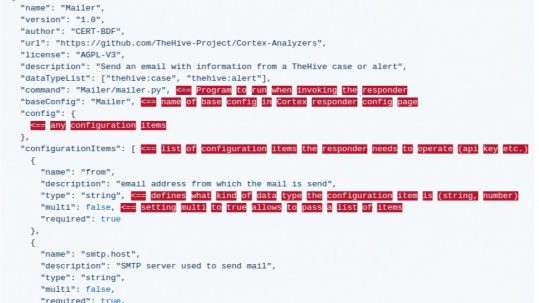 "name": "Mailer",
"version": "1.0",
"author": "CERT-BDF",
"url": "https://github.com/TheHive-Project/Cortex-Analyzers",
"license": "AGPL-V3",
"description": "Send an email with information from a TheHive case or alert",
"dataTypeList": ["thehive:case", "thehive:alert"],
"command": "Mailer/mailer.py", <== Program to run when invoking the responder
"baseConfig": "Mailer", <== name of base config in Cortex responder config page
"config": {
<== any configuration items
},
"configurationItems": [ <== list of configuration items the responder needs to operate (api key etc.)
{
"name": "from",
"description": "email address from which the mail is send",
"type": "string", <== defines what kind of data type the configuration item is (string, number)
"multi": false, <== setting multi to true allows to pass a list of items
"required": true
},
{
"name": "smtp.host",
"description": "SMTP server used to send mail",
"type": "string",
"multi": false,
"required": true,